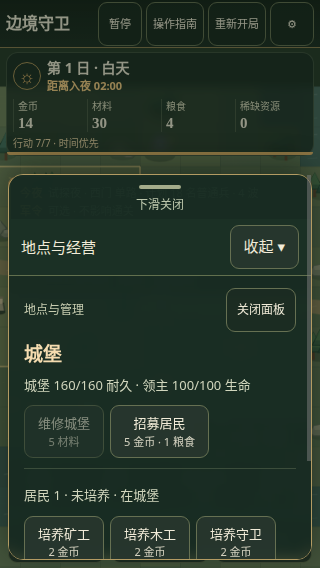 边境守卫
暂停
操作指南
重新开局
第 1 日 · 白天
距离入夜 02:00
金币
材料
粮食
稀缺资源
14
30
4
0
行动 7/7 · 时间优先
下滑关闭
地点与经营
收起 ▾
地点与管理
关闭面板
城堡
城堡 160/160 耐久 · 领主 100/100 生命
维修城堡
5 材料
招募居民
5 金币 · 1 粮食
居民 1 · 未培养 · 在城堡
培养矿工
2 金币
培养木工
2 金币
培养守卫
2 金币